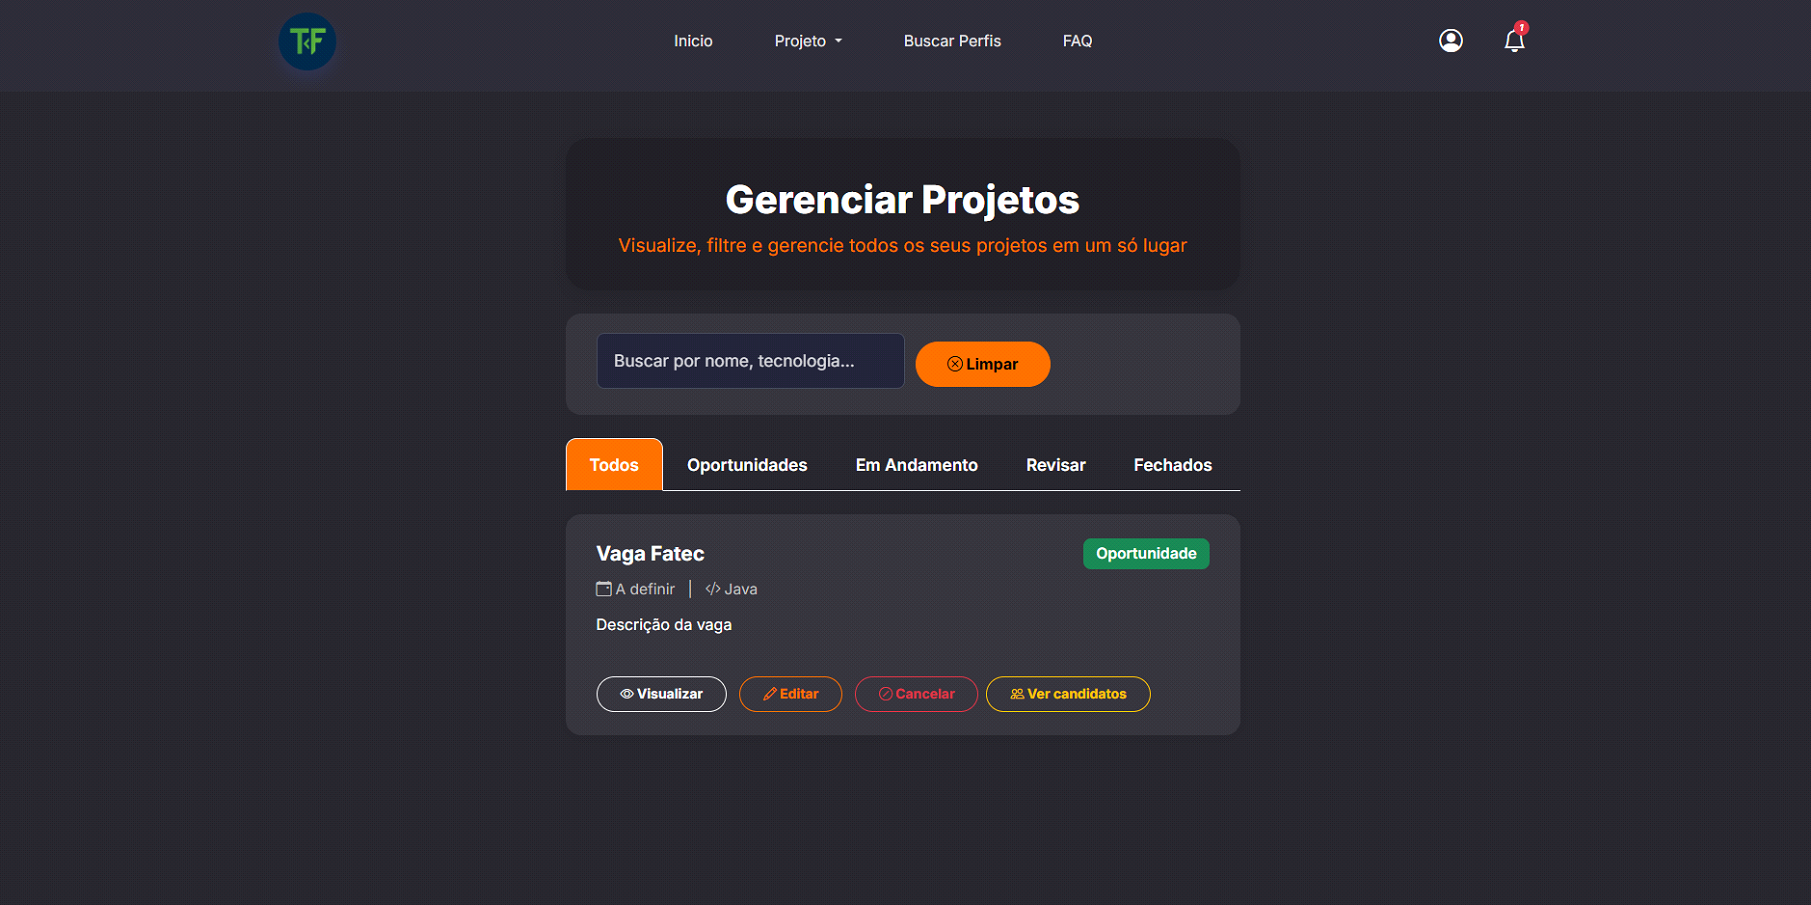 TF
Inicio
Projeto
Buscar Perfis
FAQ
1
Gerenciar Projetos
Visualize, filtre e gerencie todos os seus projetos em um só lugar
Buscar por nome, tecnologia...
Limpar
Todos
Oportunidades
Em Andamento
Revisar
Fechados
Vaga Fatec
Oportunidade
A definir
Java
Descrição da vaga
Visualizar
Editar
Cancelar
Ver candidatos